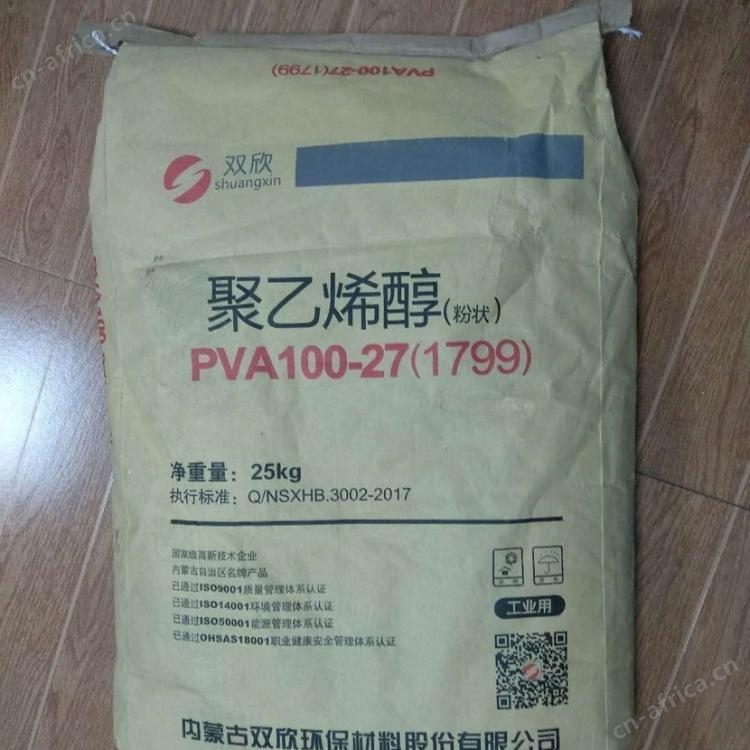 PVA100-27(1799)
双欣
shuangxin
聚乙烯醇(粉状)
PVA100-27(1799)
净重量：25kg
执行标准：Q/NSXHB.3002-2017
国家级高新技术企业
内蒙古自治区名牌产品
已通过ISO9001质量管理体系认证
已通过ISO14001环境管理体系认证
已通过ISO50001能源管理体系认证
已通过OHSAS18001职业健康安全管理体系认证
工业用
内蒙古双欣环保材料股份有限公司
cn-africa.cn
cn-africa.cn